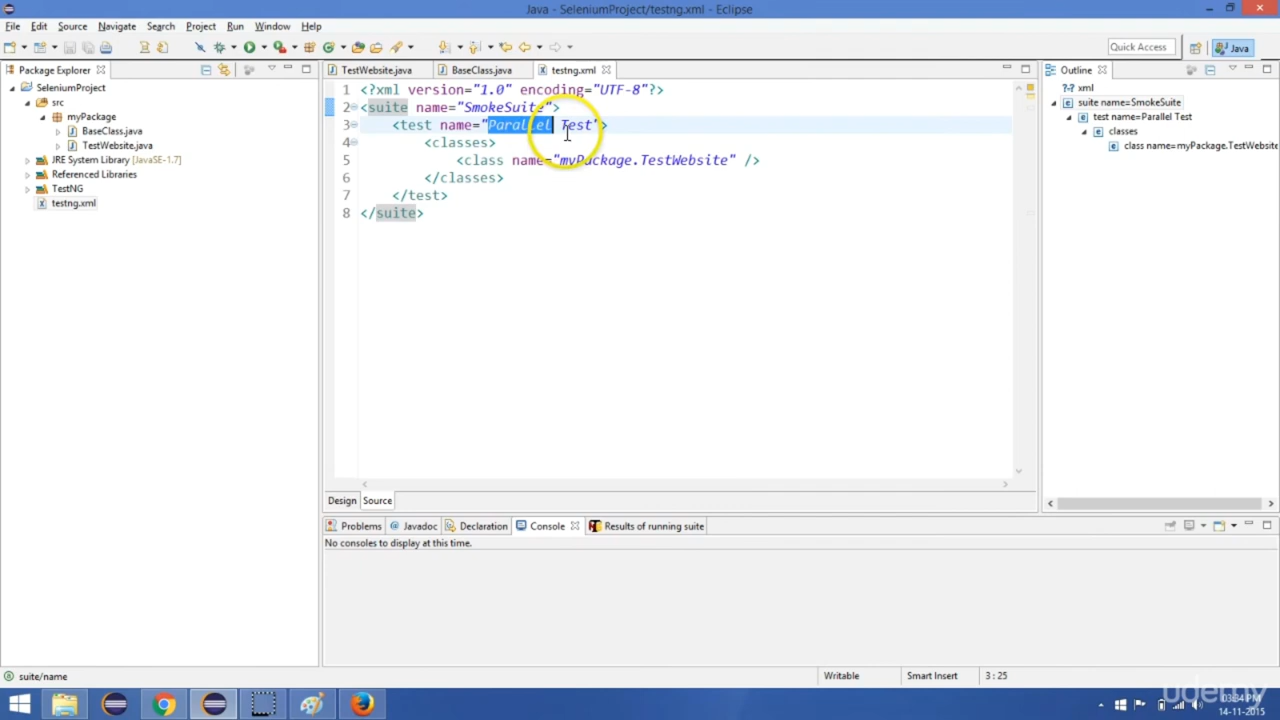 Java - SeleniumProject/testng.xml - Eclipse
File Edit Source Navigate Search Project Run Window Help
Quick Access
Java
Package Explorer
TestWebsite.java
BaseClass.java
testng.xml
Outline
SeleniumProject
src
myPackage
BaseClass.java
TestWebsite.java
JRE System Library [JavaSE-1.7]
Referenced Libraries
TestNG
testng.xml
1 <?xml version="1.0" encoding="UTF-8"?>
2 <suite name="SmokeSuite">
3 <test name="Parallel Test">
4 <classes>
5 <class name="myPackage.TestWebsite" />
6 </classes>
7 </test>
8 </suite>
?-? xml
suite name=SmokeSuite
test name=Parallel Test
classes
class name=myPackage.TestWebsite
Design Source
Problems @ Javadoc Declaration Console Results of running suite
No consoles to display at this time.
suite/name
Writable
Smart Insert
3 : 25
udemy
03:34 PM
14-11-2015